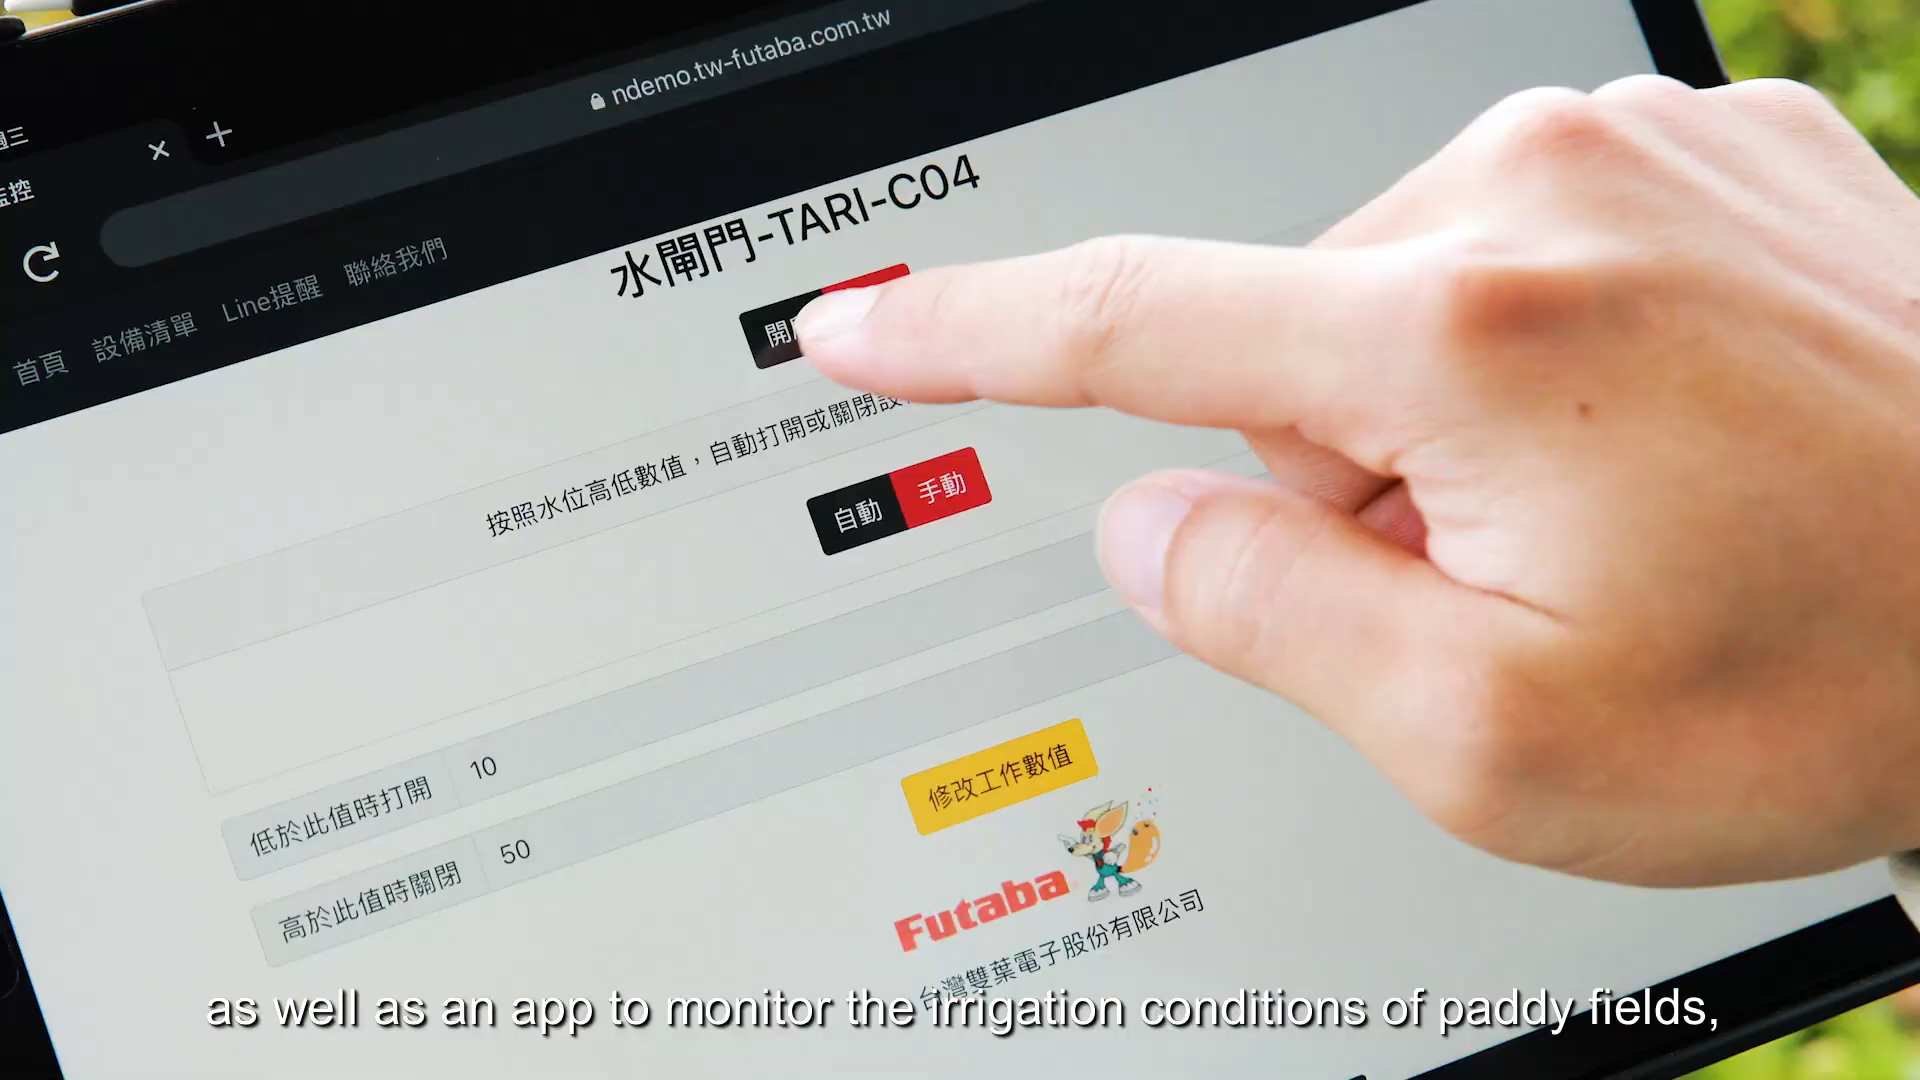 ndemo.tw-futaba.com.tw
監控
首頁 設備清單 Line提醒 聯絡我們
水閘門-TARI-C04
按照水位高低數值，自動打開或關閉
自動 手動
低於此值時打開 10
高於此值時關閉 50
修改工作數值
Futaba
台灣雙葉電子股份有限公司
as well as an app to monitor the irrigation conditions of paddy fields,